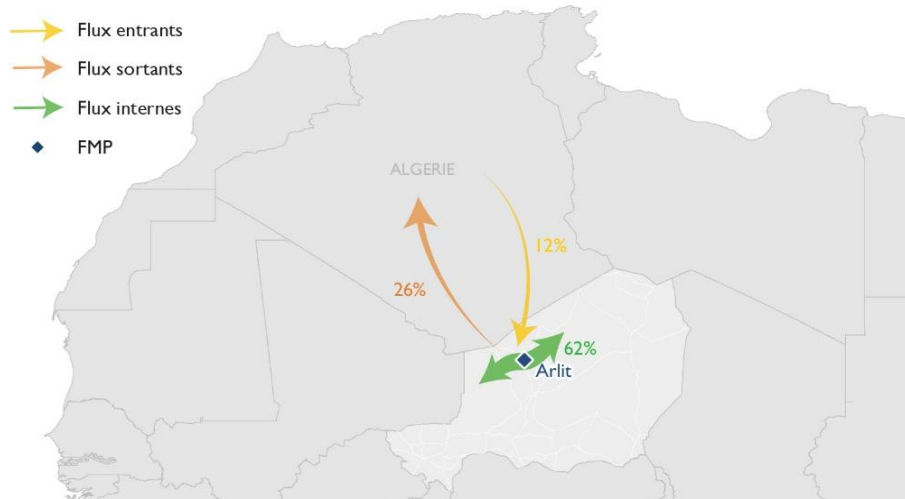 Flux entrants
Flux sortants
Flux internes
FMP
ALGERIE
12%
26%
62%
Arlit